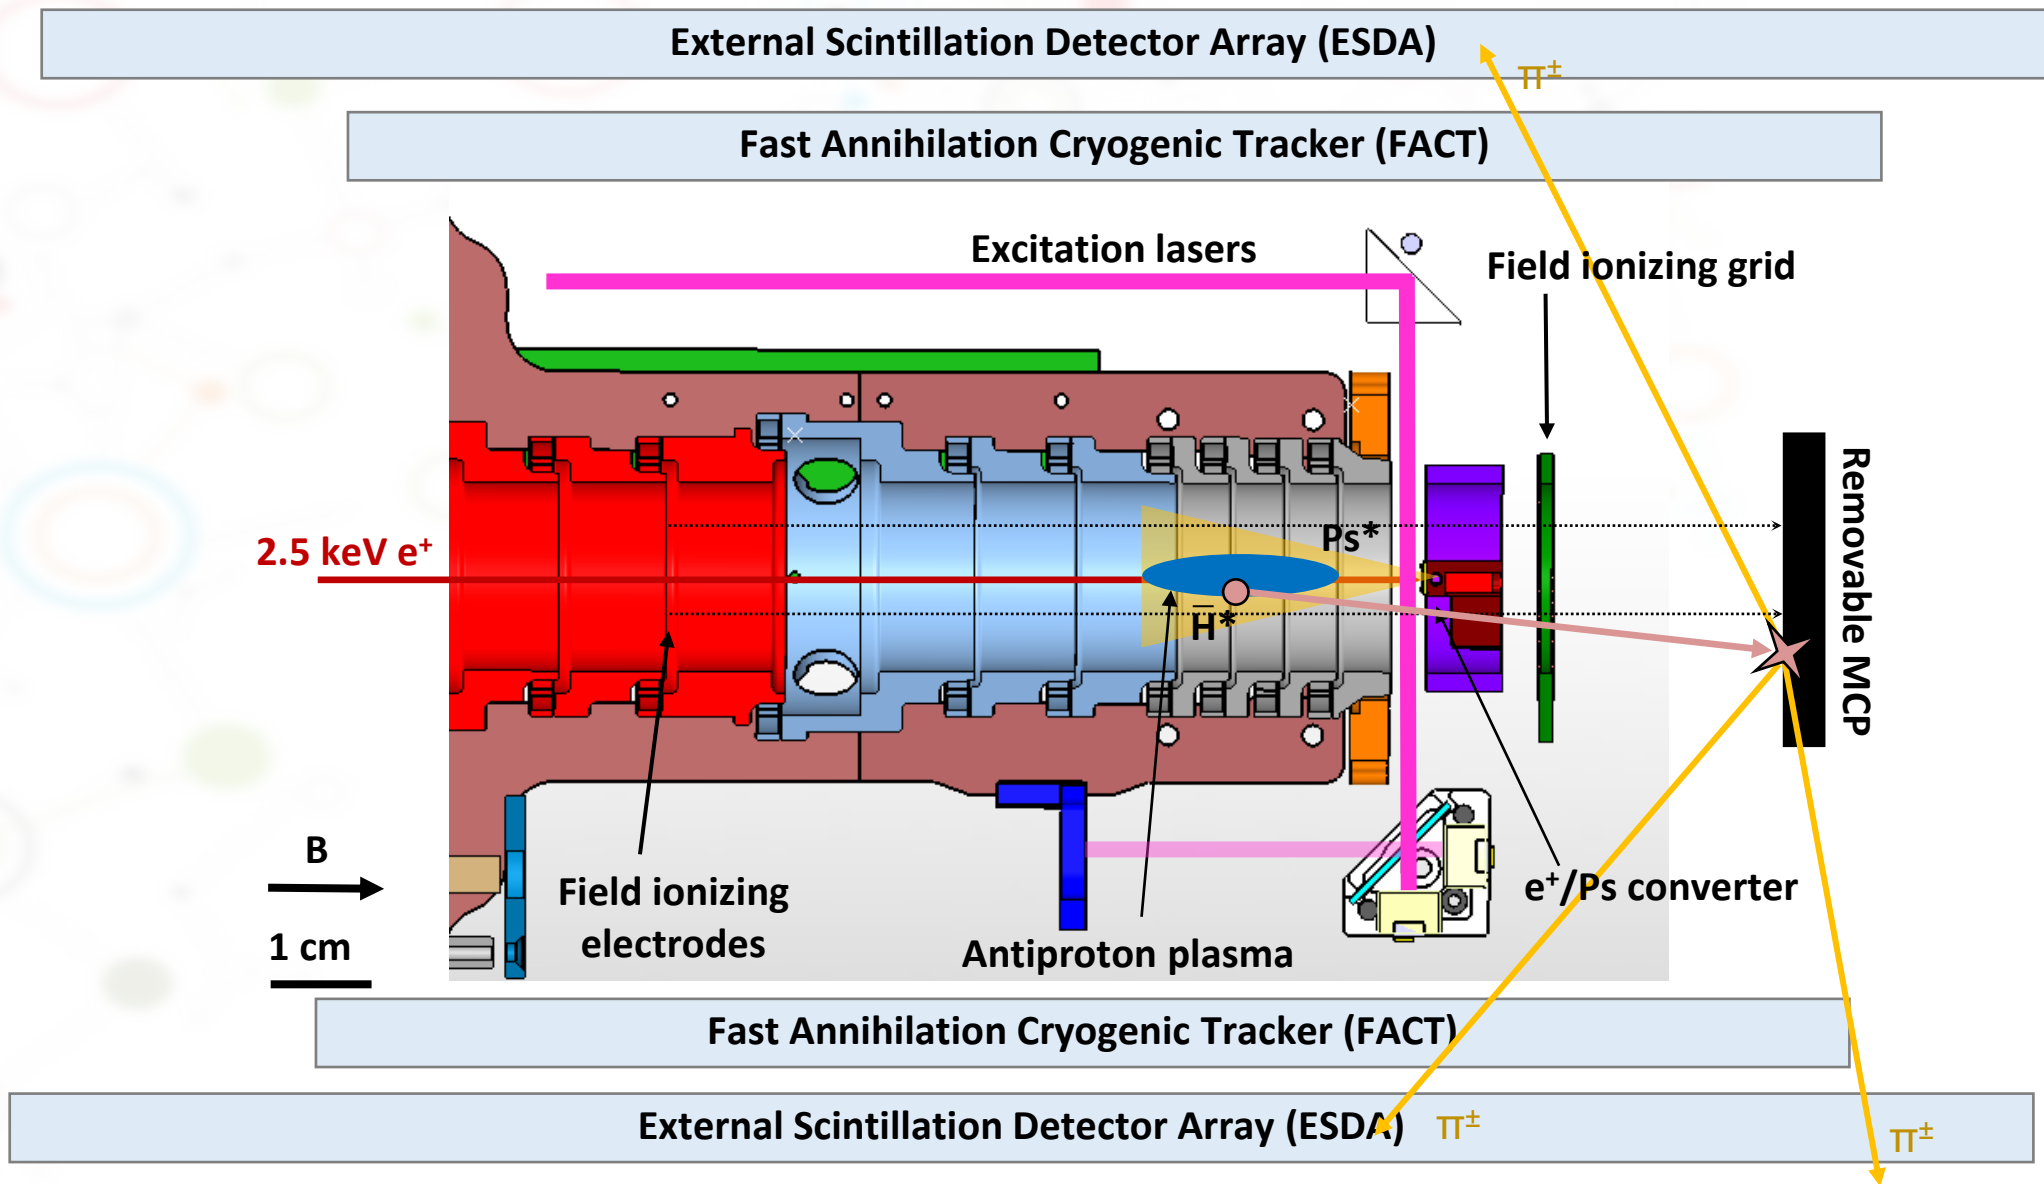 External Scintillation Detector Array (ESDA)
π±
Fast Annihilation Cryogenic Tracker (FACT)
Excitation lasers
Field ionizing grid
2.5 keV e⁺
Ps*
H̅*
Removable MCP
B
1 cm
Field ionizing
electrodes
Antiproton plasma
e⁺/Ps converter
Fast Annihilation Cryogenic Tracker (FACT)
External Scintillation Detector Array (ESDA)
π±
π±